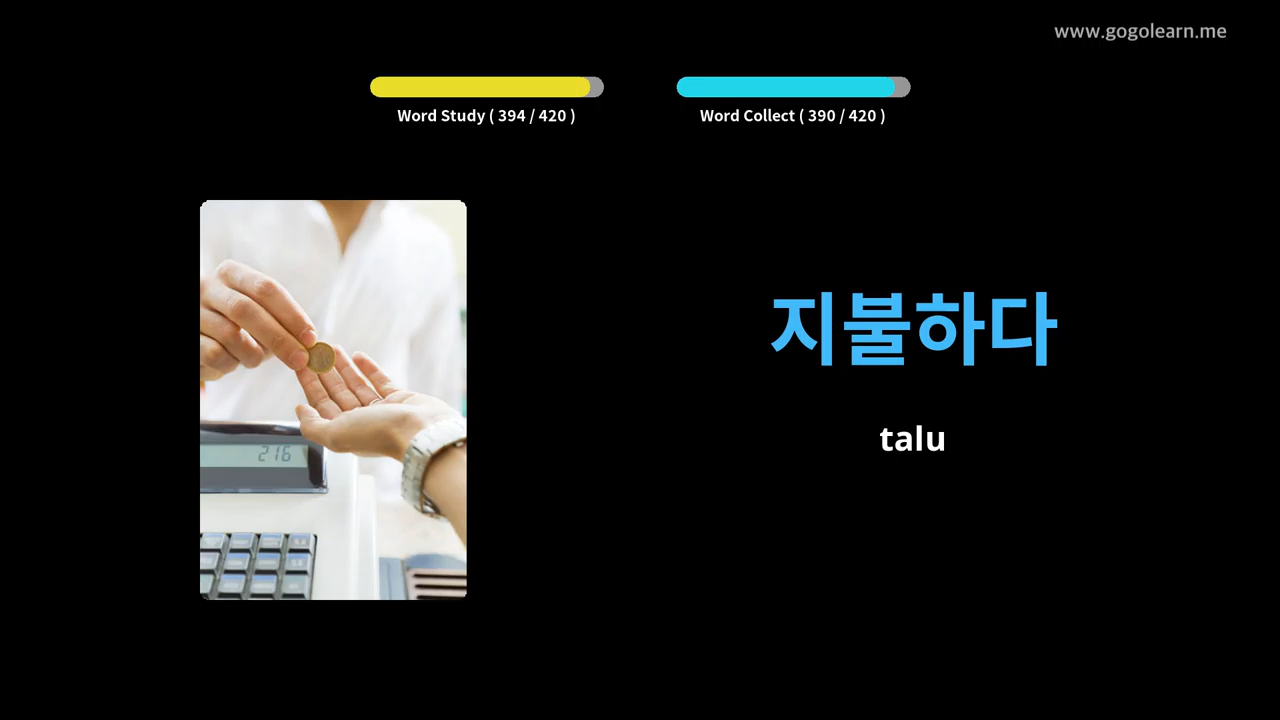 www.gogolearn.me
Word Study ( 394 / 420 )
Word Collect ( 390 / 420 )
지불하다
talu
216